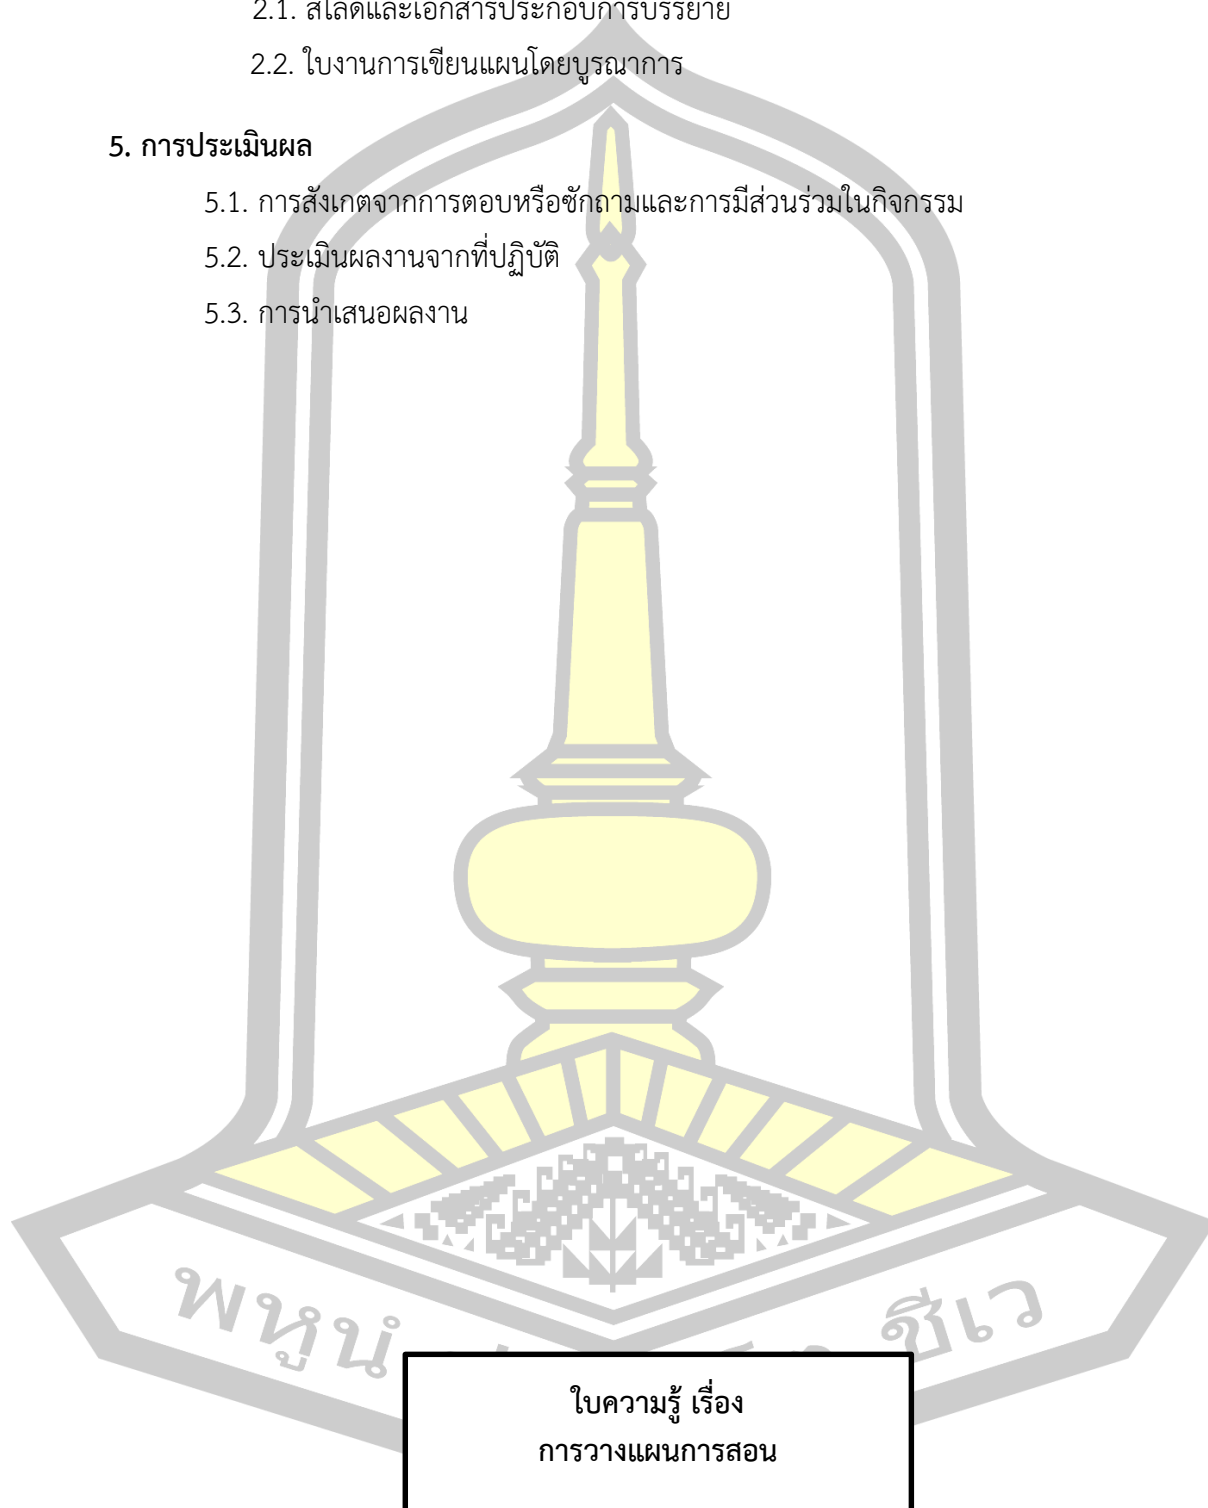 2.1. สไลด์และเอกสารประกอบการบรรยาย
2.2. ใบงานการเขียนแผนโดยบูรณาการ
5. การประเมินผล
5.1. การสังเกตจากการตอบหรือซักถามและการมีส่วนร่วมในกิจกรรม
5.2. ประเมินผลงานจากที่ปฏิบัติ
5.3. การนำเสนอผลงาน
พหูนํ ชีเว
ใบความรู้ เรื่อง
การวางแผนการสอน